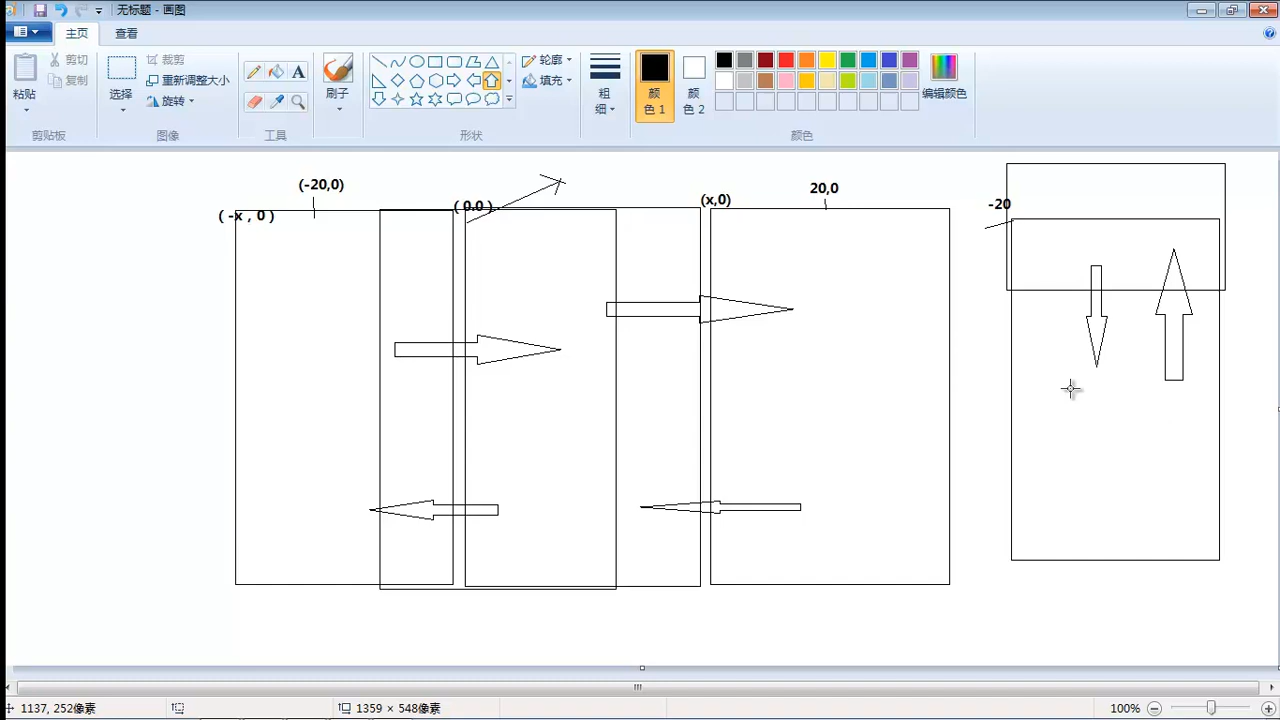 无标题 - 画图
主页 查看
粘贴
剪切
复制
剪贴板
选择
裁剪
重新调整大小
旋转
图像
A
工具
刷子
轮廓
填充
形状
粗
细
颜
色 1
颜
色 2
编辑颜色
颜色
(-20,0)
( -x , 0 )
( 0.0 )
(x,0)
20,0
-20
1137, 252像素
1359 × 548像素
100%